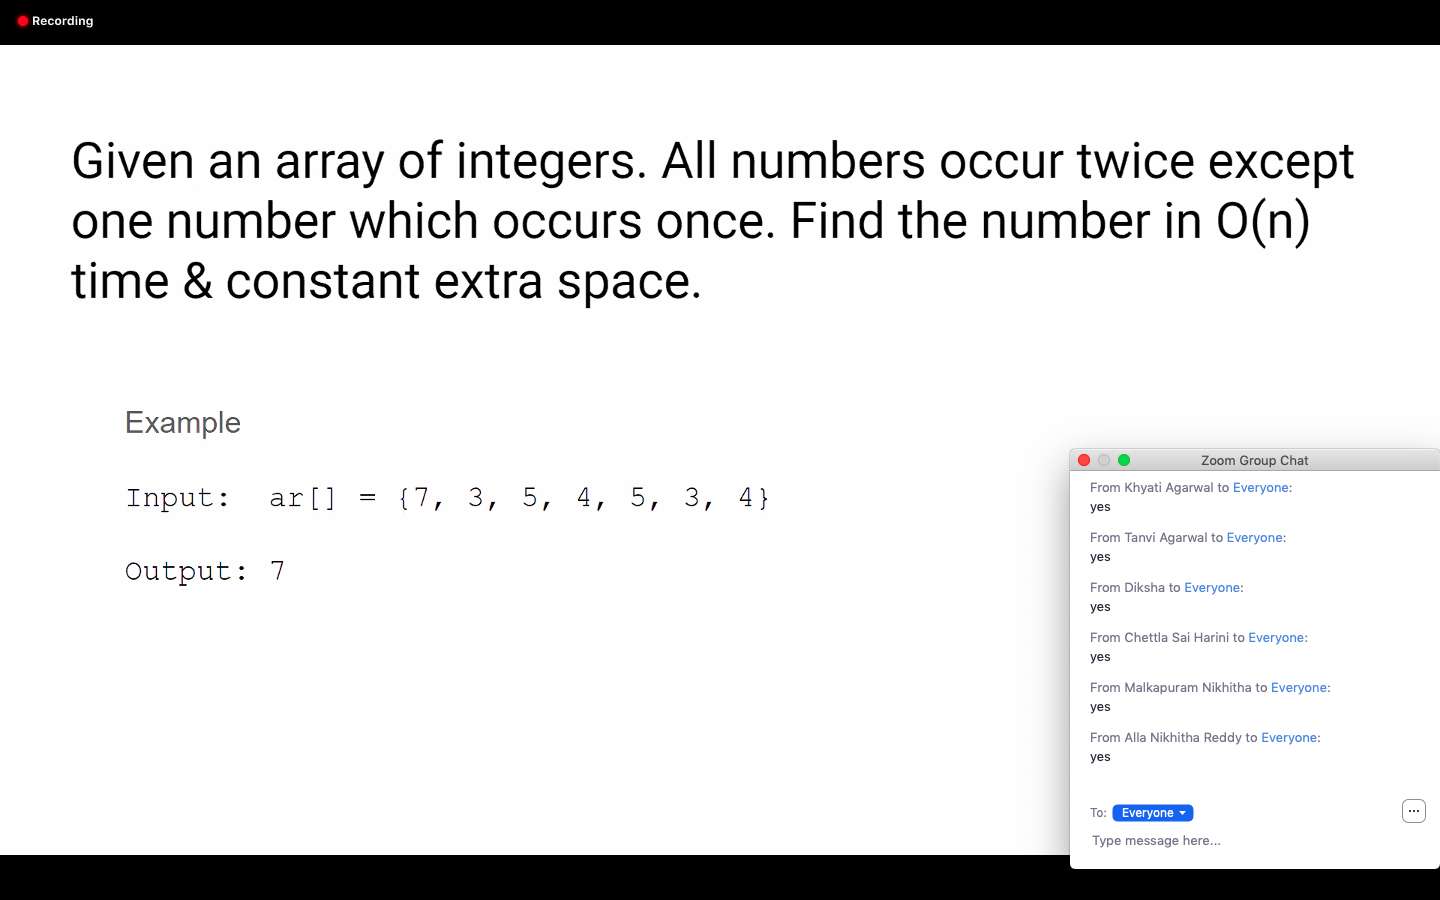 Recording
Given an array of integers. All numbers occur twice except
one number which occurs once. Find the number in O(n)
time & constant extra space.
Example
Input:  ar[] = {7, 3, 5, 4, 5, 3, 4}
Output: 7
Zoom Group Chat
From Khyati Agarwal to Everyone:
yes
From Tanvi Agarwal to Everyone:
yes
From Diksha to Everyone:
yes
From Chettla Sai Harini to Everyone:
yes
From Malkapuram Nikhitha to Everyone:
yes
From Alla Nikhitha Reddy to Everyone:
yes
To: Everyone
Type message here...